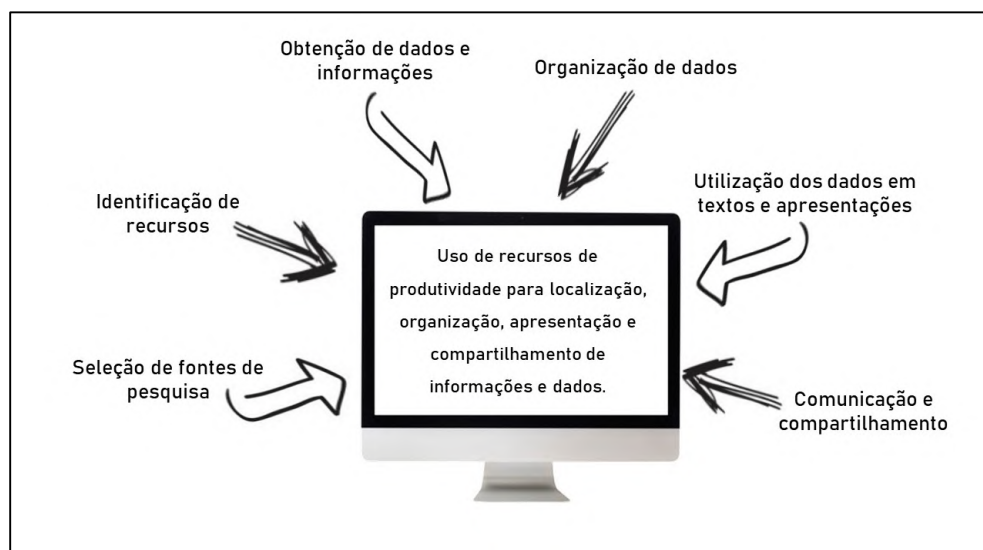 Obtenção de dados e
informações
Organização de dados
Identificação de
recursos
Utilização dos dados em
textos e apresentações
Uso de recursos de
produtividade para localização,
organização, apresentação e
compartilhamento de
informações e dados.
Seleção de fontes de
pesquisa
Comunicação e
compartilhamento